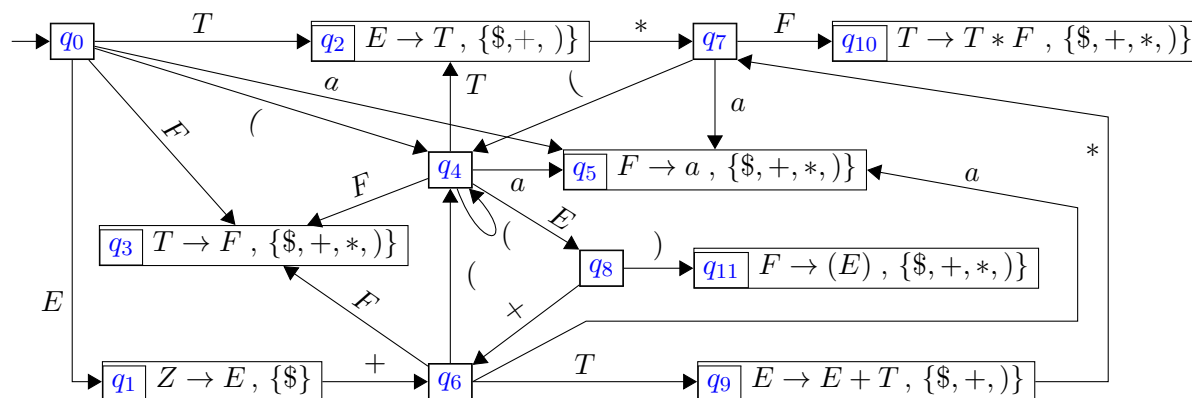 q0 T q2 E → T , {$,+, )} * q7 F q10 T → T * F , {$,+,*,)}
a ( a *
F ( q4 a q5 F → a , {$,+,*,)} a
T
F E
q3 T → F , {$,+,*,)} (
q8 ) q11 F → (E) , {$,+,*,)}
E F ( +
q1 Z → E , {$} + q6 T q9 E → E + T , {$,+,)}